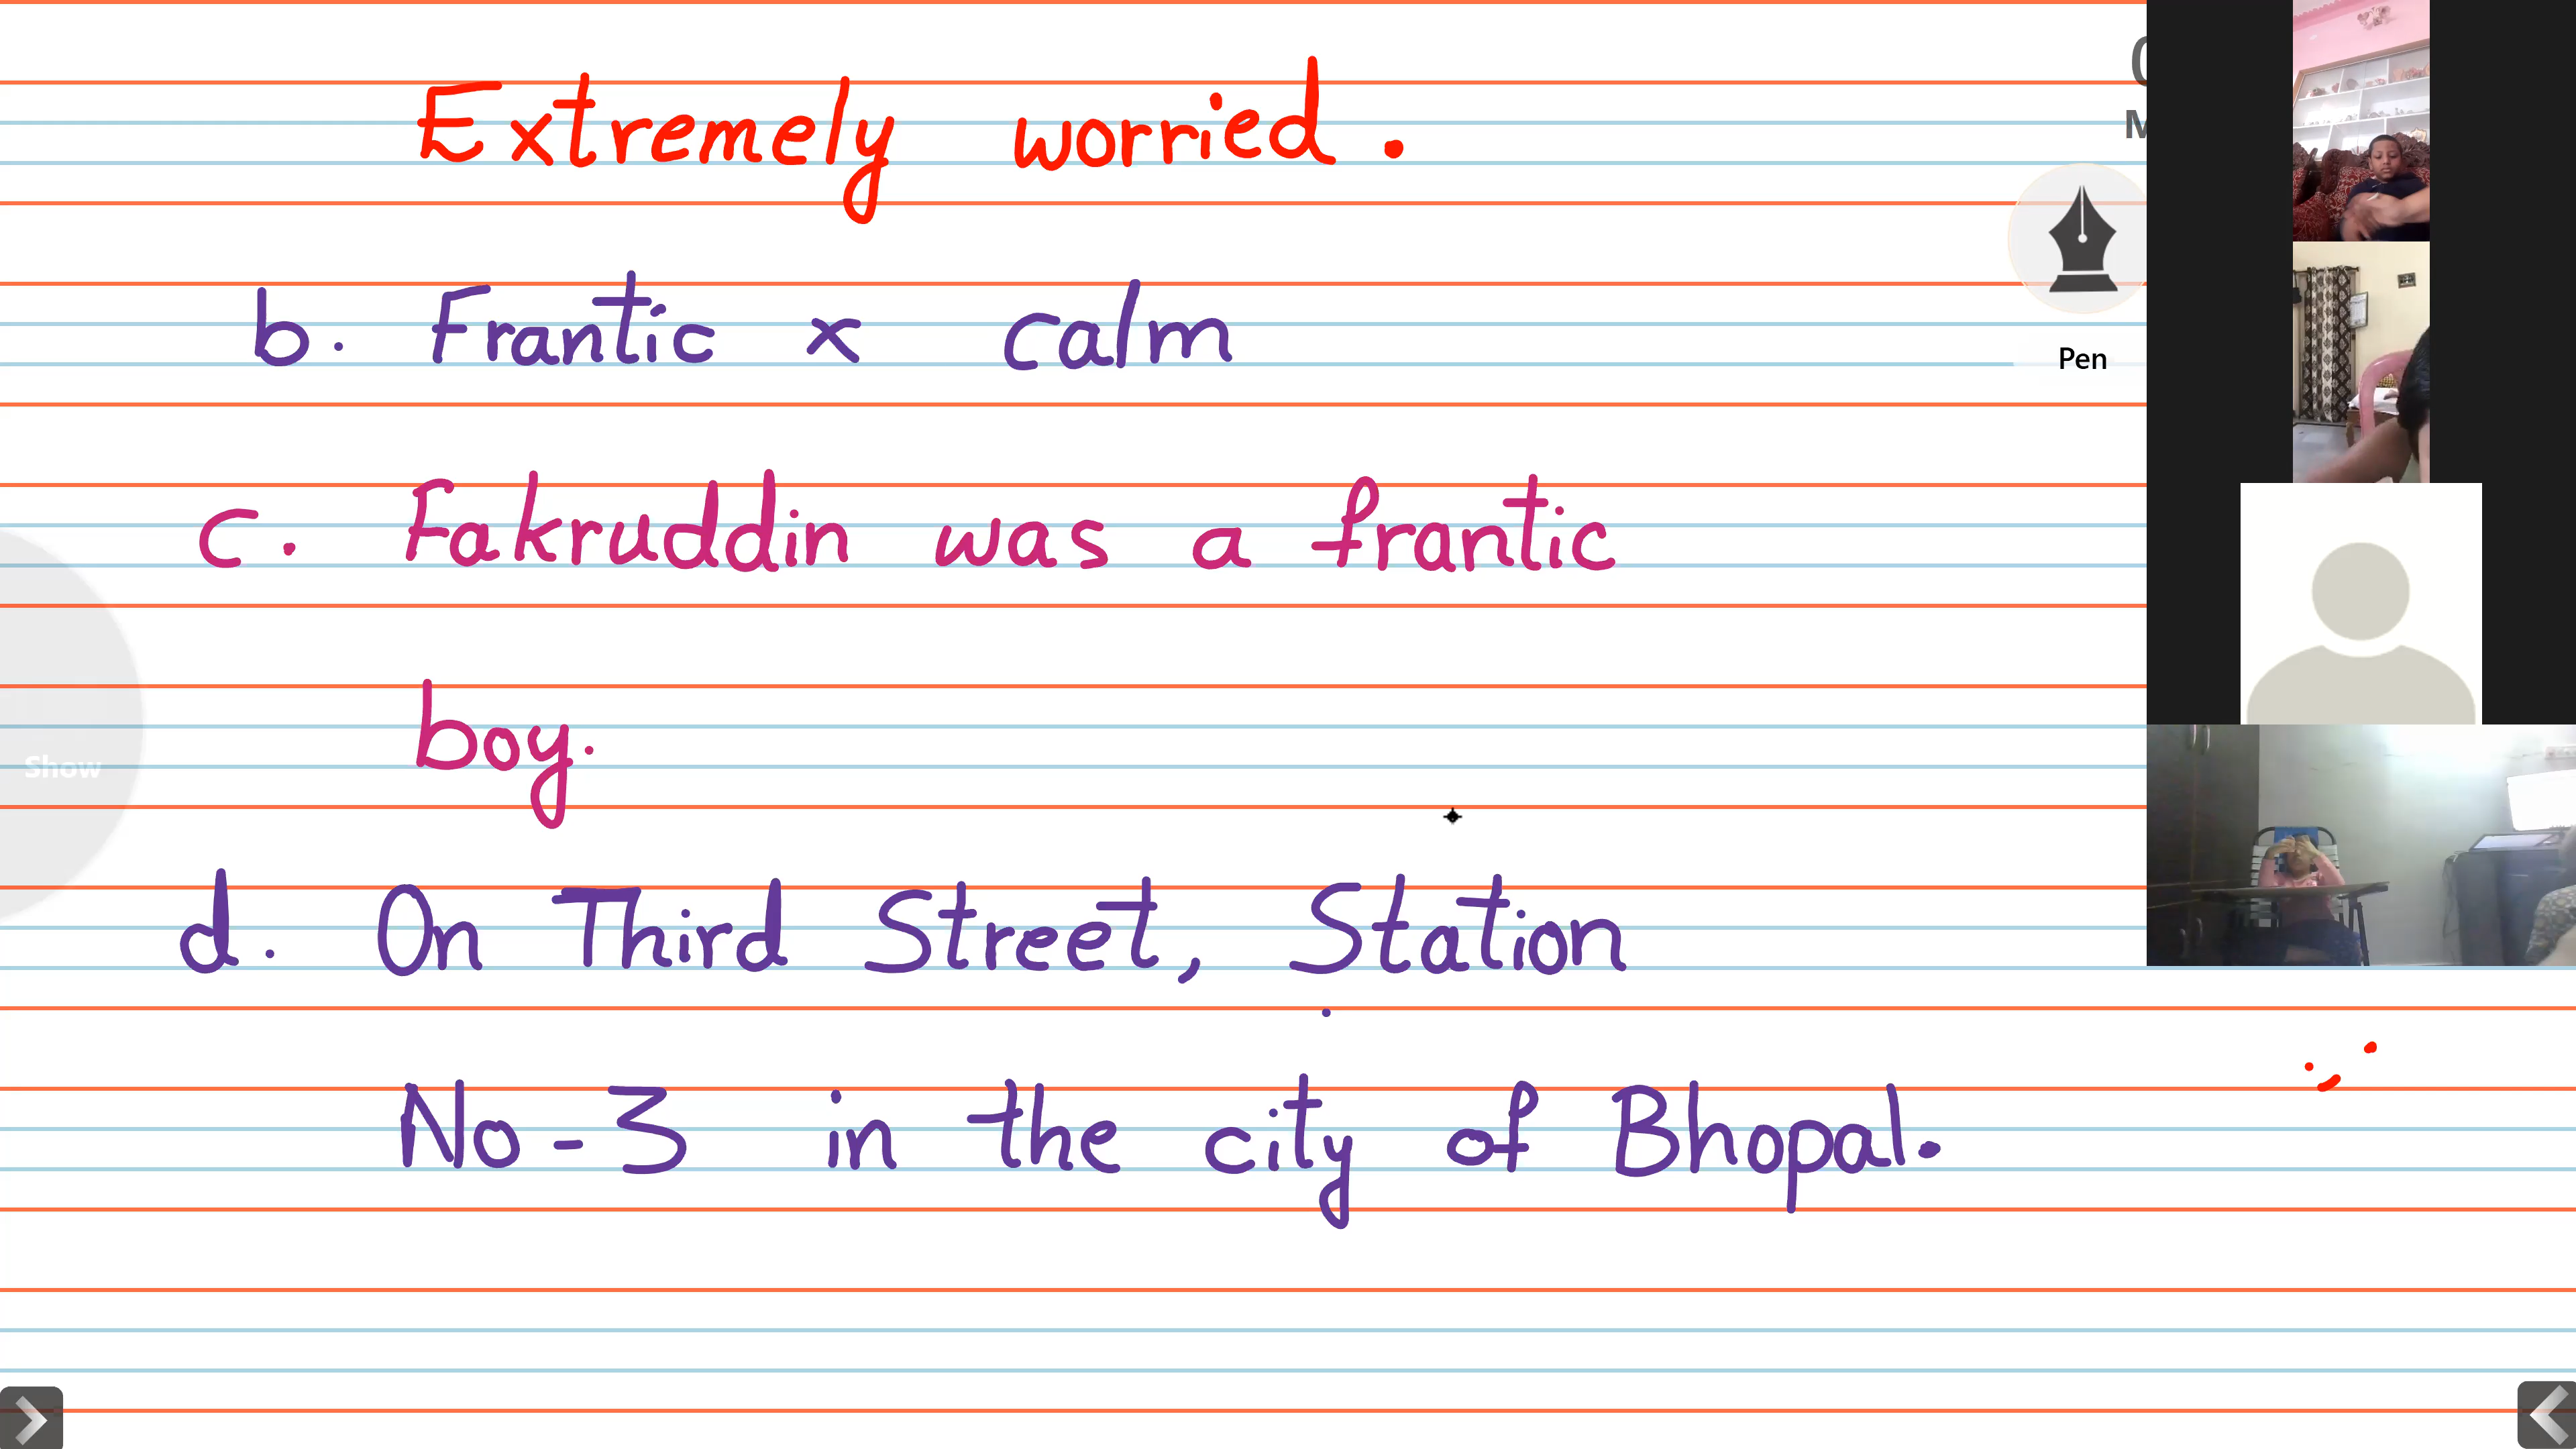 Extremely worried.
b. Frantic x calm
Pen
c. Fakruddin was a frantic
boy.
Show
d. On Third Street, Station
No-3 in the city of Bhopal.